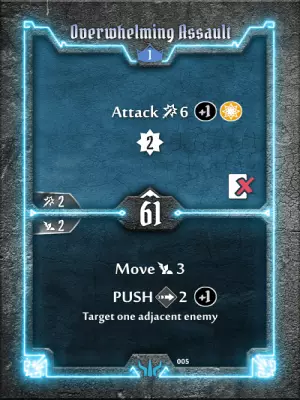 Overwhelming Assault
1
Attack 6 +1
2
2
61
2
Move 3
PUSH 2 +1
Target one adjacent enemy
005